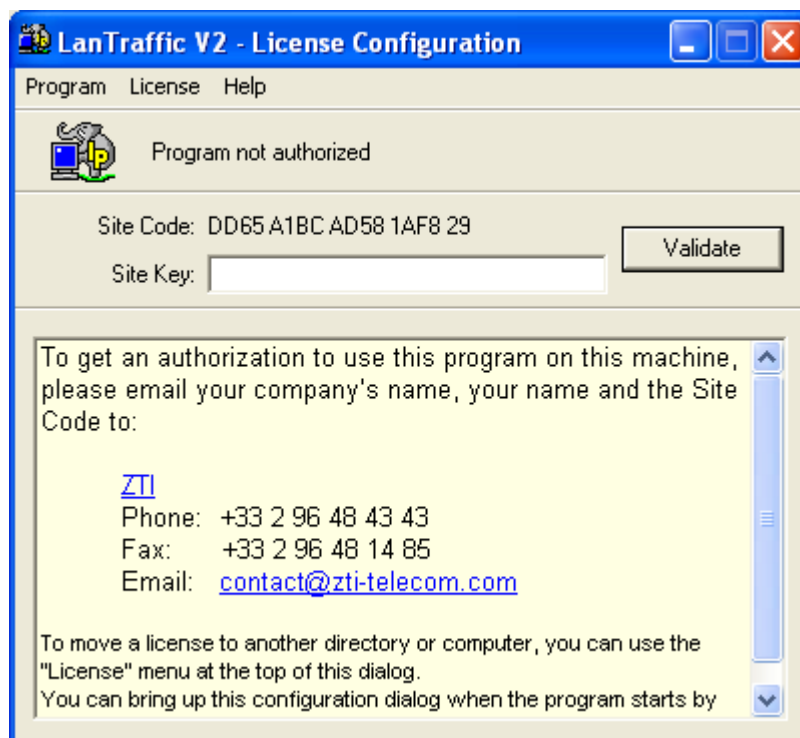 LanTraffic V2 - License Configuration
Program License Help
IP
Program not authorized
Site Code: DD65 A1BC AD58 1AF8 29
Validate
Site Key:
To get an authorization to use this program on this machine,
please email your company's name, your name and the Site
Code to:
ZTI
Phone: +33 2 96 48 43 43
Fax: +33 2 96 48 14 85
Email: contact@zti-telecom.com
To move a license to another directory or computer, you can use the
"License" menu at the top of this dialog.
You can bring up this configuration dialog when the program starts by